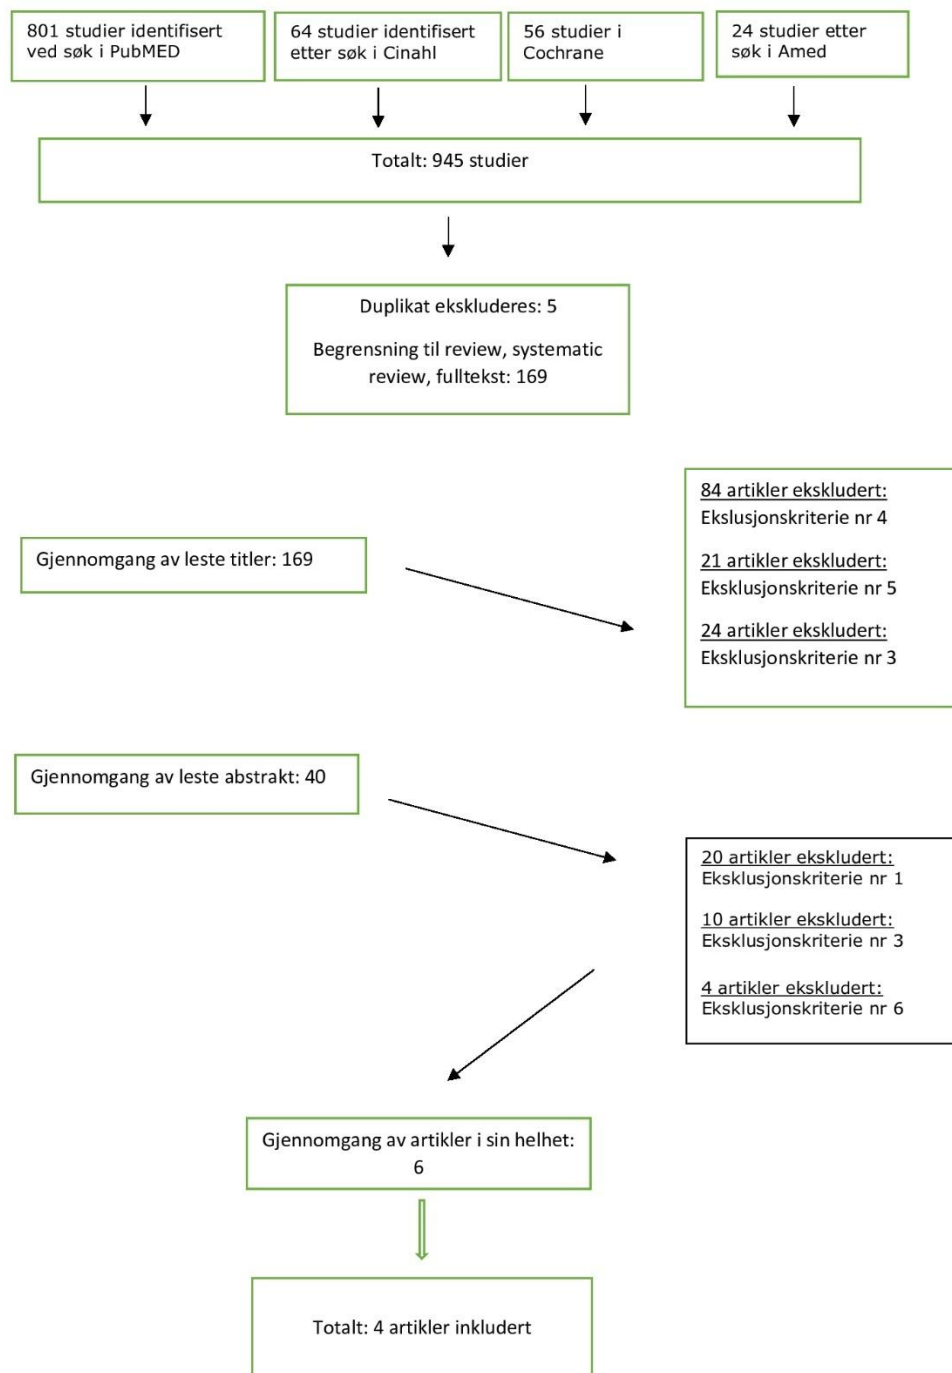 801 studier identifisert
ved søk i PubMED
64 studier identifisert
etter søk i Cinahl
56 studier i
Cochrane
24 studier etter
søk i Amed
Totalt: 945 studier
Duplikat ekskluderes: 5
Begrensning til review, systematic
review, fulltekst: 169
Gjennomgang av leste titler: 169
84 artikler ekskludert:
Ekslusjonskriterie nr 4
21 artikler ekskludert:
Eksklusjonskriterie nr 5
24 artikler ekskludert:
Eksklusjonskriterie nr 3
Gjennomgang av leste abstrakt: 40
20 artikler ekskludert:
Eksklusjonskriterie nr 1
10 artikler ekskludert:
Eksklusjonskriterie nr 3
4 artikler ekskludert:
Eksklusjonskriterie nr 6
Gjennomgang av artikler i sin helhet:
6
Totalt: 4 artikler inkludert